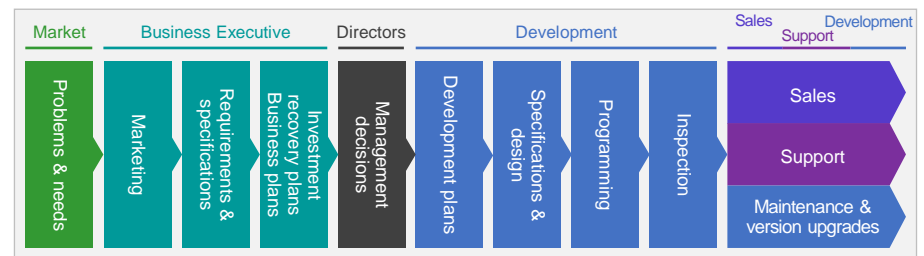 Market
Business Executive
Directors
Development
Sales
Support
Development
Problems & needs
Marketing
Requirements &
specifications
Investment
recovery plans
Business plans
Management
decisions
Development plans
Specifications &
design
Programming
Inspection
Sales
Support
Maintenance &
version upgrades